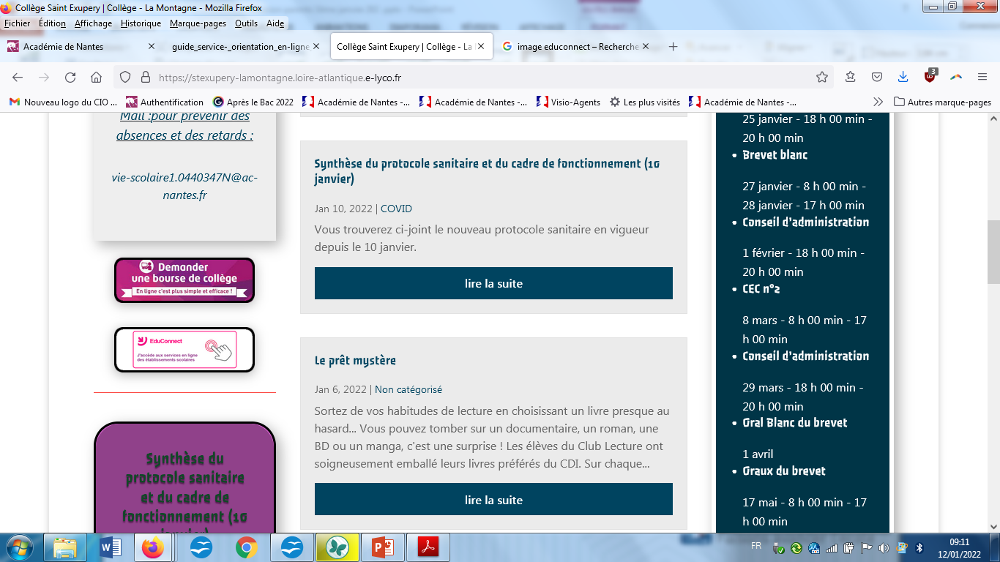 Collège Saint Exupery | Collège - La Montagne - Mozilla Firefox
Fichier Édition Affichage Historique Marque-pages Outils Aide
Académie de Nantes
guide_service-_orientation_en-ligne
Collège Saint Exupery | Collège - La
image educonnect – Recherche
https://stexupery-lamontagne.loire-atlantique.e-lyco.fr
3
Nouveau logo du CIO ... Authentification Après le Bac 2022 Académie de Nantes -... Académie de Nantes -... Visio-Agents Les plus visités Académie de Nantes -... Autres marque-pages
Mail :pour prévenir des
absences et des retards :
vie-scolaire1.0440347N@ac-
nantes.fr
Demander
une bourse de collège
En ligne c'est plus simple et efficace !
EduConnect
J'accède aux services en ligne
des établissements scolaires
Synthèse du
protocole sanitaire
et du cadre de
fonctionnement (10
janvier)
Synthèse du protocole sanitaire et du cadre de fonctionnement (10
janvier)
Jan 10, 2022 | COVID
Vous trouverez ci-joint le nouveau protocole sanitaire en vigueur
depuis le 10 janvier.
lire la suite
Le prêt mystère
Jan 6, 2022 | Non catégorisé
Sortez de vos habitudes de lecture en choisissant un livre presque au
hasard... Vous pouvez tomber sur un documentaire, un roman, une
BD ou un manga, c'est une surprise ! Les élèves du Club Lecture ont
soigneusement emballé leurs livres préférés du CDI. Sur chaque...
lire la suite
25 janvier - 18 h 00 min -
20 h 00 min
Brevet blanc
27 janvier - 8 h 00 min -
28 janvier - 17 h 00 min
Conseil d'administration
1 février - 18 h 00 min -
20 h 00 min
CEC n°2
8 mars - 8 h 00 min - 17
h 00 min
Conseil d'administration
29 mars - 18 h 00 min -
20 h 00 min
Oral Blanc du brevet
1 avril
Oraux du brevet
17 mai - 8 h 00 min - 17
h 00 min
FR
09:11
12/01/2022